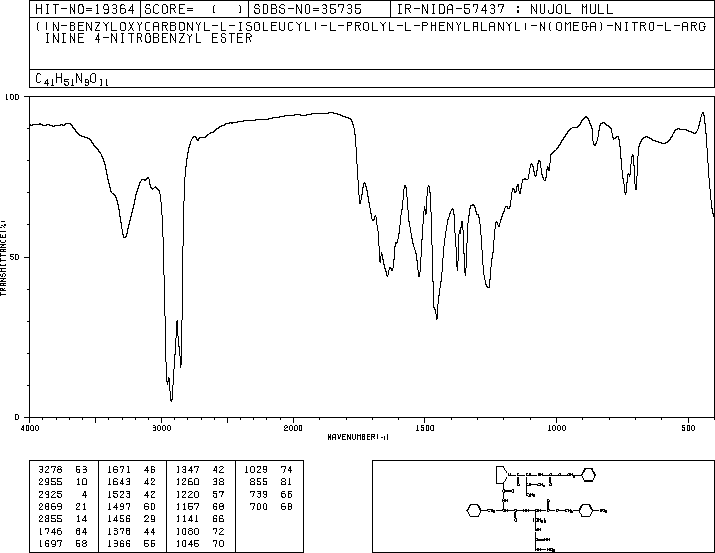 HIT-NO=19364 SCORE= ( ) SDBS-NO=35735 IR-NIDA-57437 : NUJOL MULL
((N-BENZYLOXYCARBONYL-L-ISOLEUCYL)-L-PROLYL-L-PHENYLALANYL)-N(OMEGA)-NITRO-L-ARG
ININE 4-NITROBENZYL ESTER
C41H51N9O11
100
50
0
TRANSMITTANCE(%)
4000 3000 2000 1500 1000 500
WAVENUMBER(-1)
3278 53 1671 46 1347 42 1029 74
2955 10 1643 42 1260 38 855 81
2925 4 1523 42 1220 57 739 66
2869 21 1497 60 1167 68 700 68
2855 14 1456 29 1141 66
1746 64 1378 44 1080 72
1697 58 1366 55 1045 70